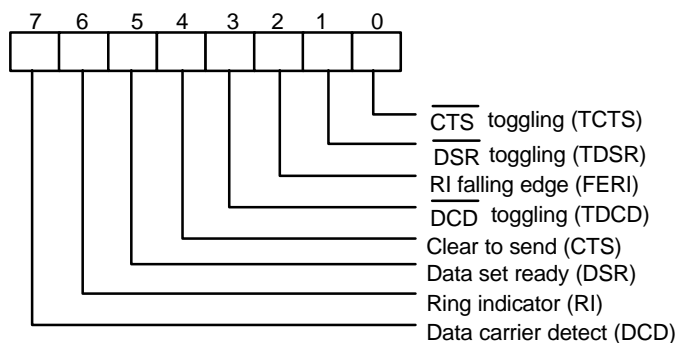 7 6 5 4 3 2 1 0
CTS toggling (TCTS)
DSR toggling (TDSR)
RI falling edge (FERI)
DCD toggling (TDCD)
Clear to send (CTS)
Data set ready (DSR)
Ring indicator (RI)
Data carrier detect (DCD)